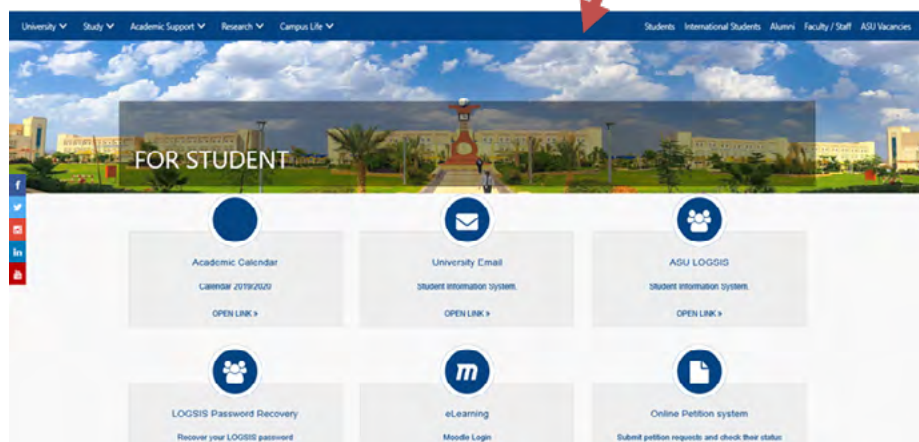 University Study Academic Support Research Campus Life Students International Students Alumni Faculty / Staff ASU Vacancies
FOR STUDENT
f
in
Academic Calendar
Calendar 2019/2020
OPEN LINK »
University Email
Student Information System.
OPEN LINK »
ASU LOGSIS
Student Information System.
OPEN LINK »
LOGSIS Password Recovery
Recover your LOGSIS password
m
eLearning
Moodle Login
Online Petition system
Submit petition requests and check their status